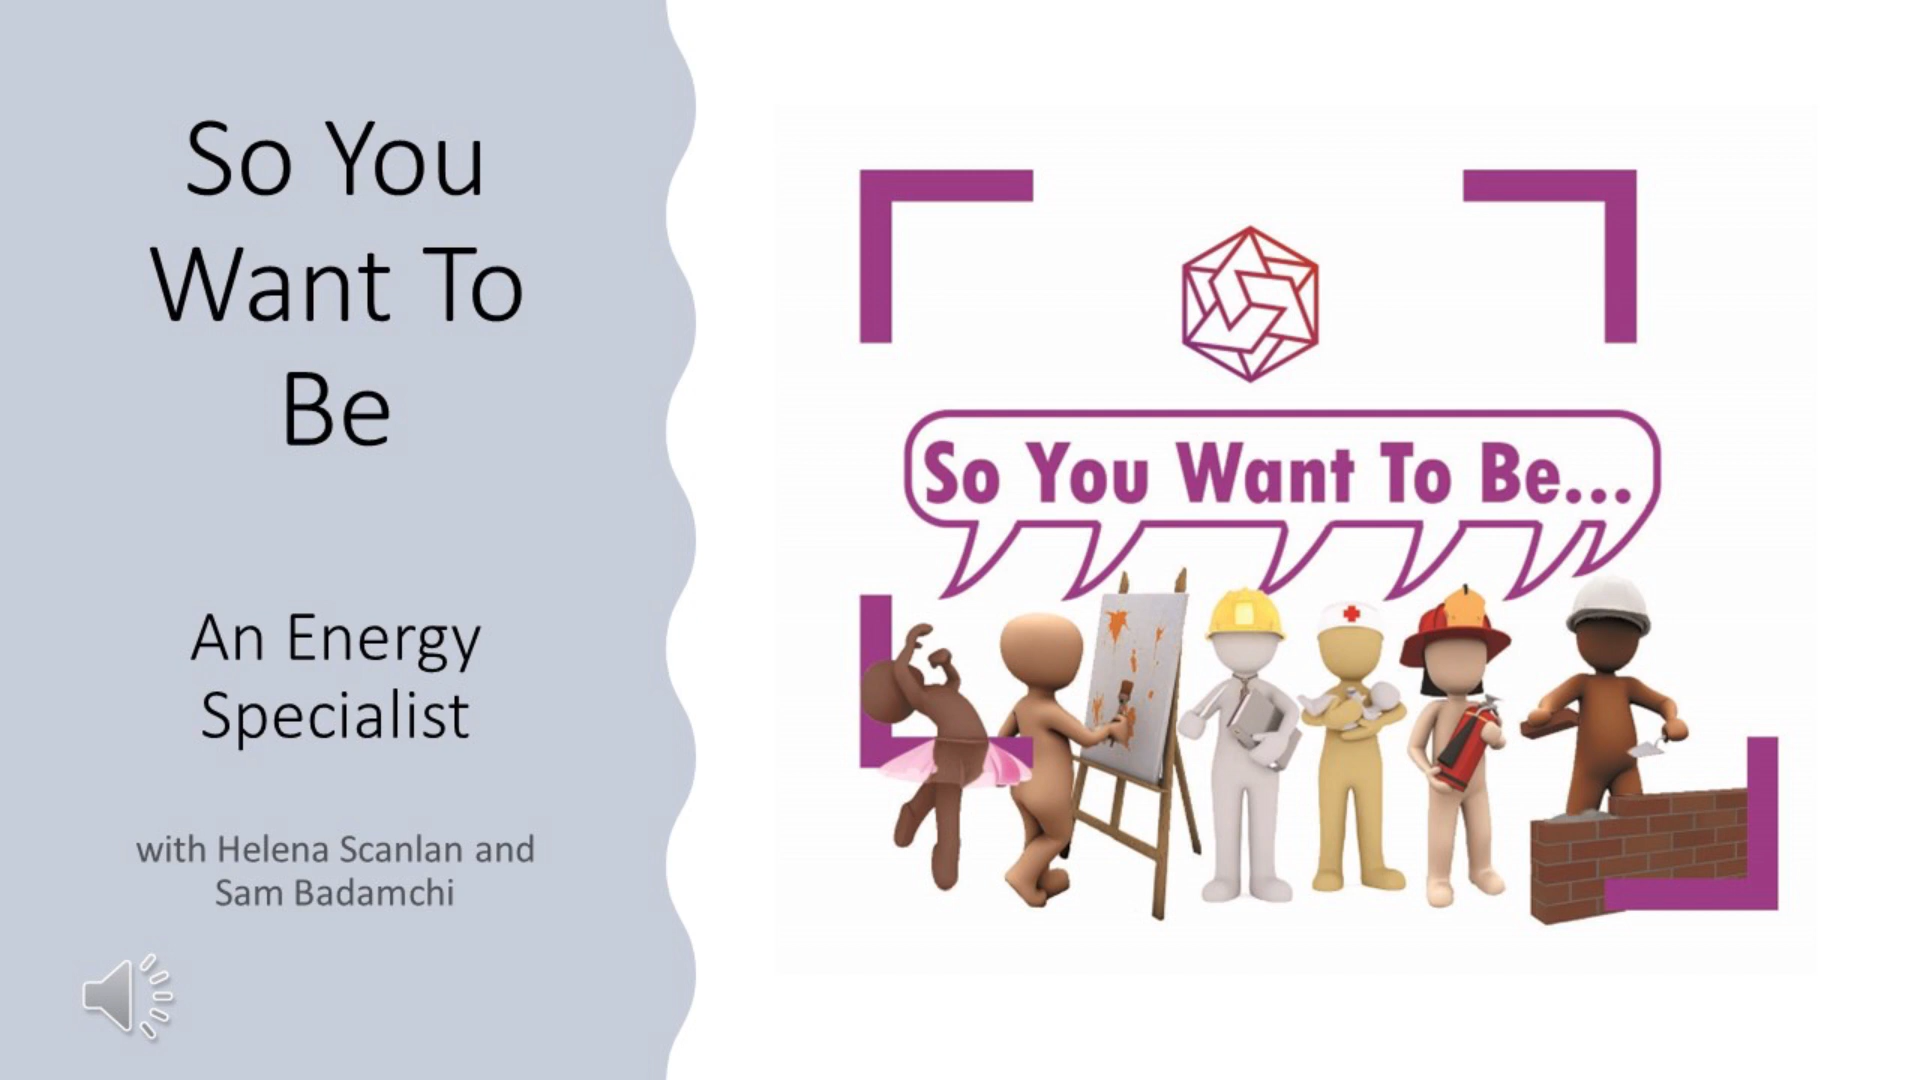 So You
Want To
Be
An Energy
Specialist
with Helena Scanlan and
Sam Badamchi
So You Want To Be...